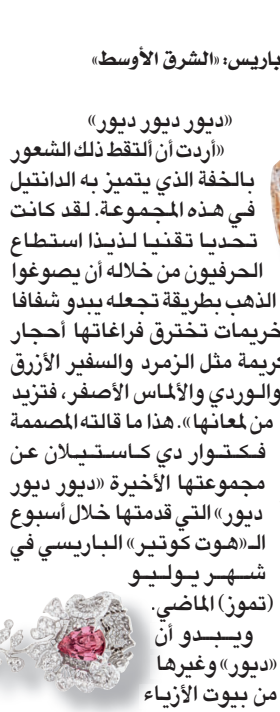 باريس: «الشرق الأوسط»
«ديور ديور ديور»
«أردت أن ألتقط ذلك الشعور
بالخفة الذي يتميز به الدانتيل
في هذه المجموعة. لقد كانت
تحديا تقنيا لذيذا استطاع
الحرفيون من خلاله أن يصوغوا
الذهب بطريقة تجعله يبدو شفافا
تخترق فراغاتها أحجار
مثل الزمرد والسفير الأزرق
والوردي والألماس الأصفر، فتزيد
من لمعانها». هذا ما قالته المصممة
فكتوار دي كاستيلان عن
مجموعتها الأخيرة «ديور ديور
ديور» التي قدمتها خلال أسبوع
الـ«هوت كوتير» الباريسي في
شهر يوليو
(تموز) الماضي.
ويبدو أن
«ديور» وغيرها
من بيوت الأزياء